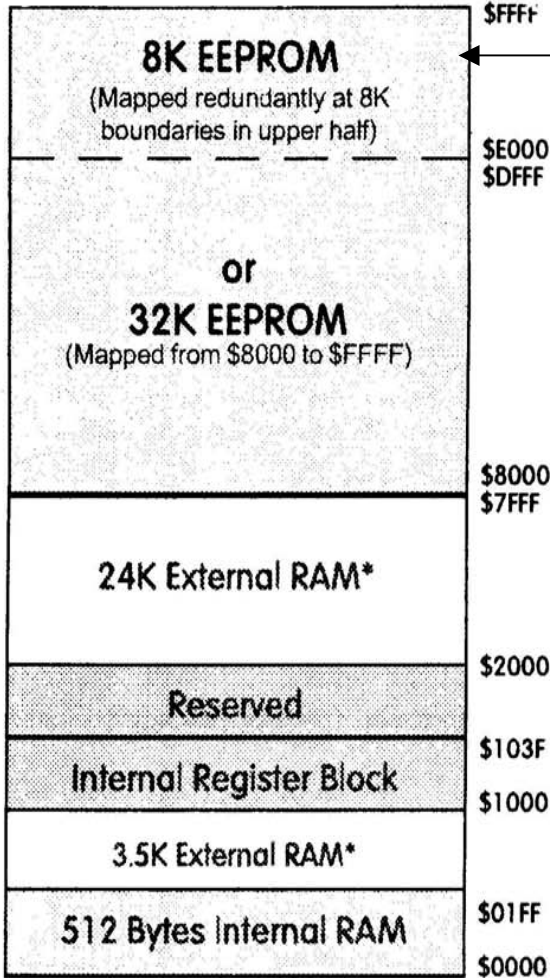 $FFFF
8K EEPROM
(Mapped redundantly at 8K
boundaries in upper half)
$E000
$DFFF
or
32K EEPROM
(Mapped from $8000 to $FFFF)
$8000
$7FFF
24K External RAM*
$2000
Reserved
$103F
Internal Register Block
$1000
3.5K External RAM*
$01FF
512 Bytes Internal RAM
$0000